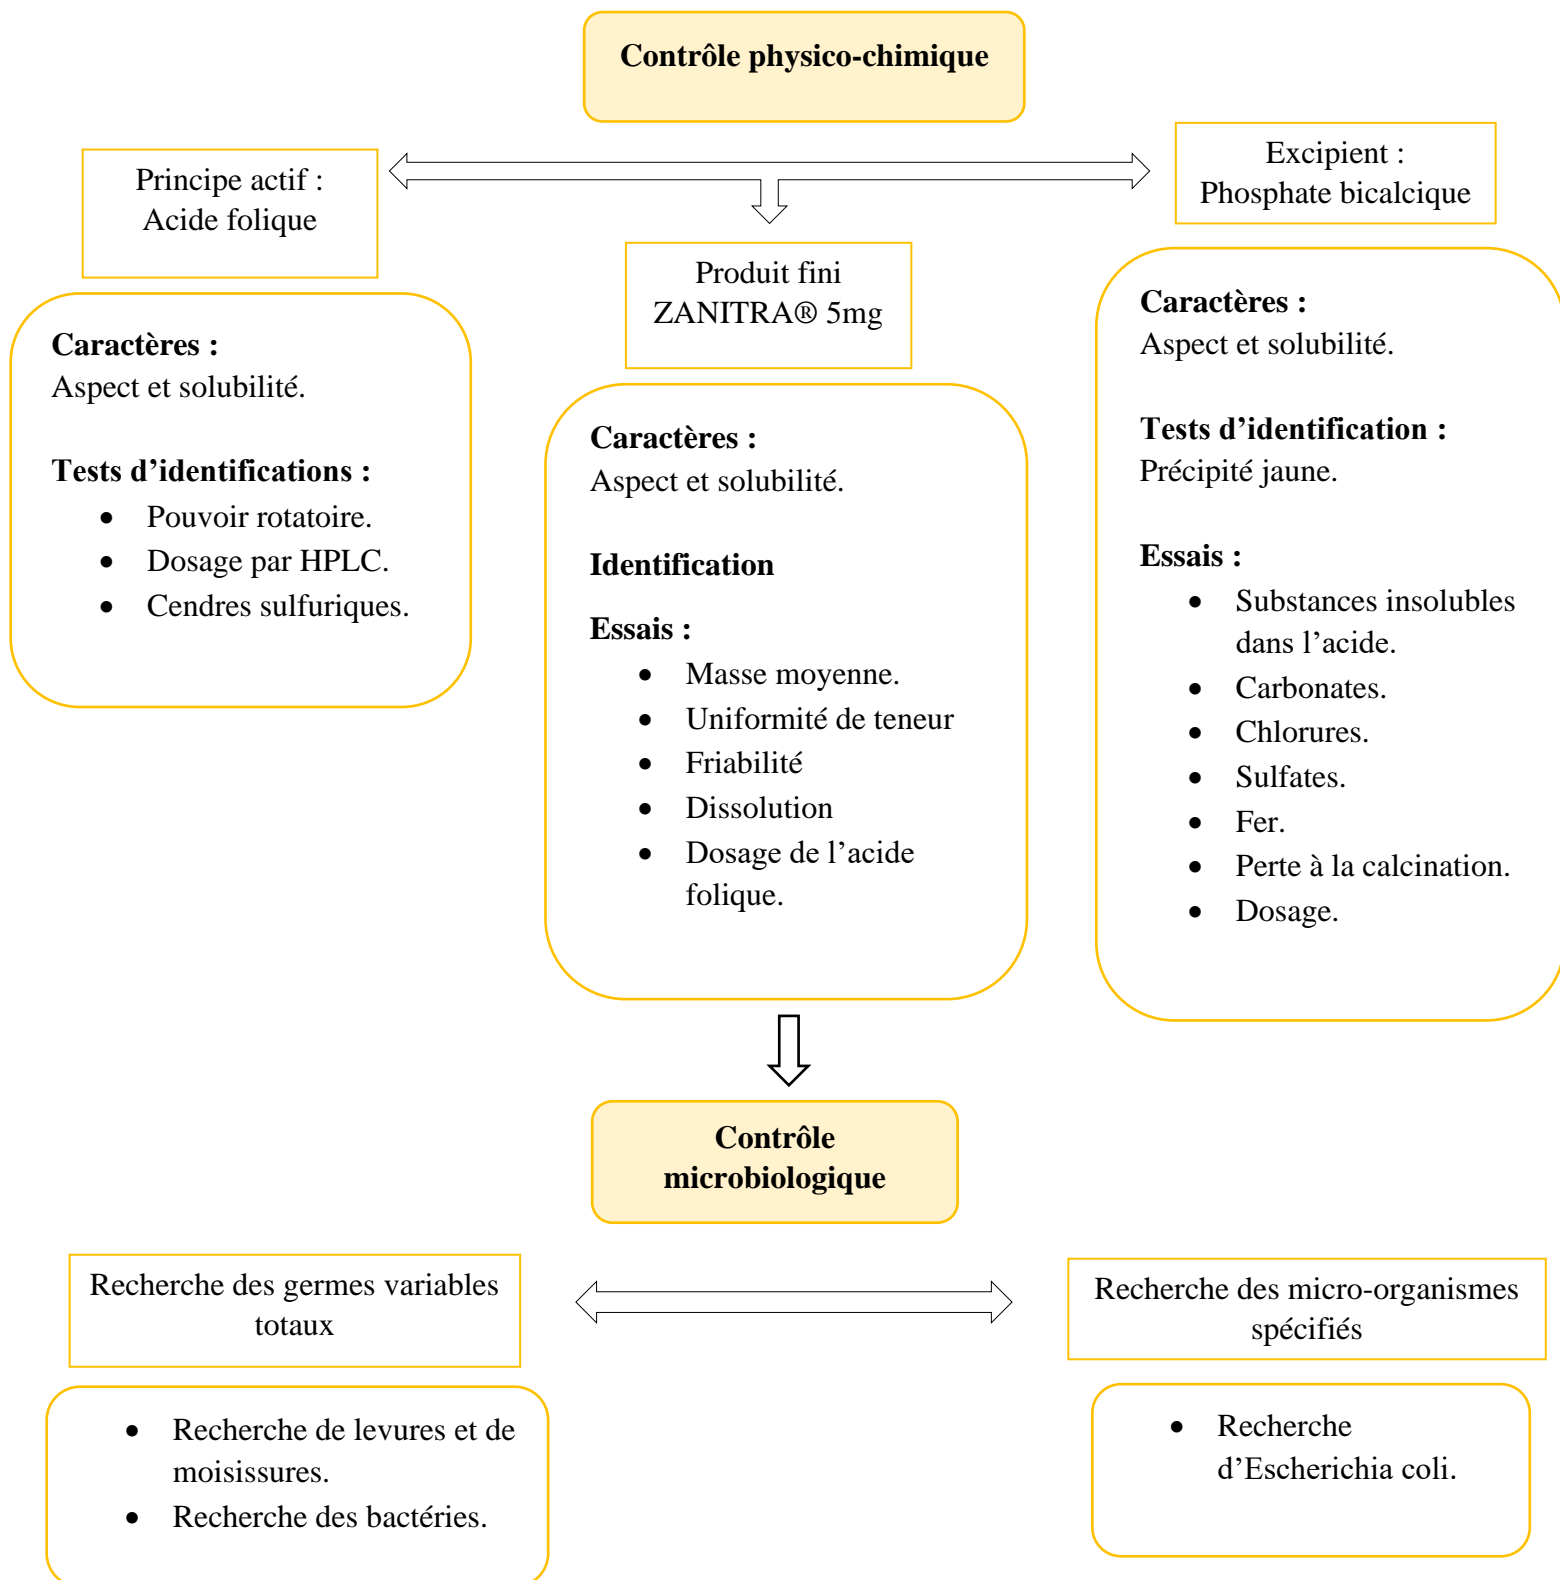 Contrôle physico-chimique
Principe actif :
Acide folique
Excipient :
Phosphate bicalcique
Produit fini
ZANITRA® 5mg
Caractères :
Aspect et solubilité.
Tests d’identifications :
• Pouvoir rotatoire.
• Dosage par HPLC.
• Cendres sulfuriques.
Caractères :
Aspect et solubilité.
Identification
Essais :
• Masse moyenne.
• Uniformité de teneur
• Friabilité
• Dissolution
• Dosage de l’acide
folique.
Caractères :
Aspect et solubilité.
Tests d’identification :
Précipité jaune.
Essais :
• Substances insolubles
dans l’acide.
• Carbonates.
• Chlorures.
• Sulfates.
• Fer.
• Perte à la calcination.
• Dosage.
Contrôle
microbiologique
Recherche des germes variables
totaux
Recherche des micro-organismes
spécifiés
• Recherche de levures et de
moisissures.
• Recherche des bactéries.
• Recherche
d’Escherichia coli.